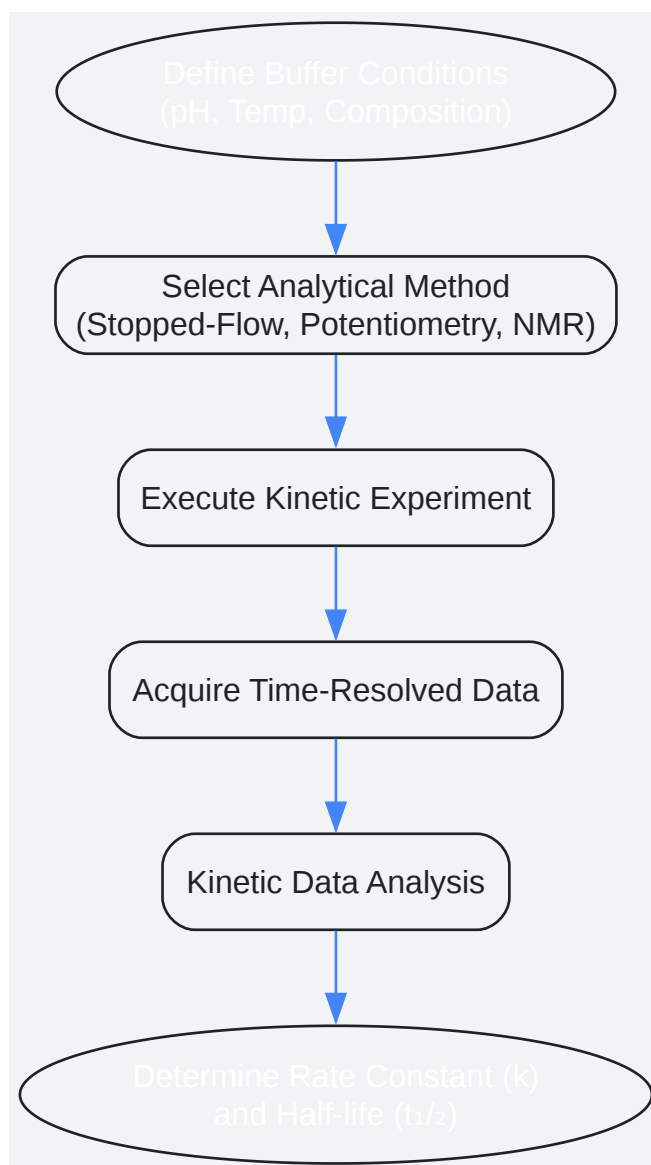 Define Buffer Conditions
(pH, Temp, Composition)
Select Analytical Method
(Stopped-Flow, Potentiometry, NMR)
Execute Kinetic Experiment
Acquire Time-Resolved Data
Kinetic Data Analysis
Determine Rate Constant (k)
and Half-life (t₁/₂)